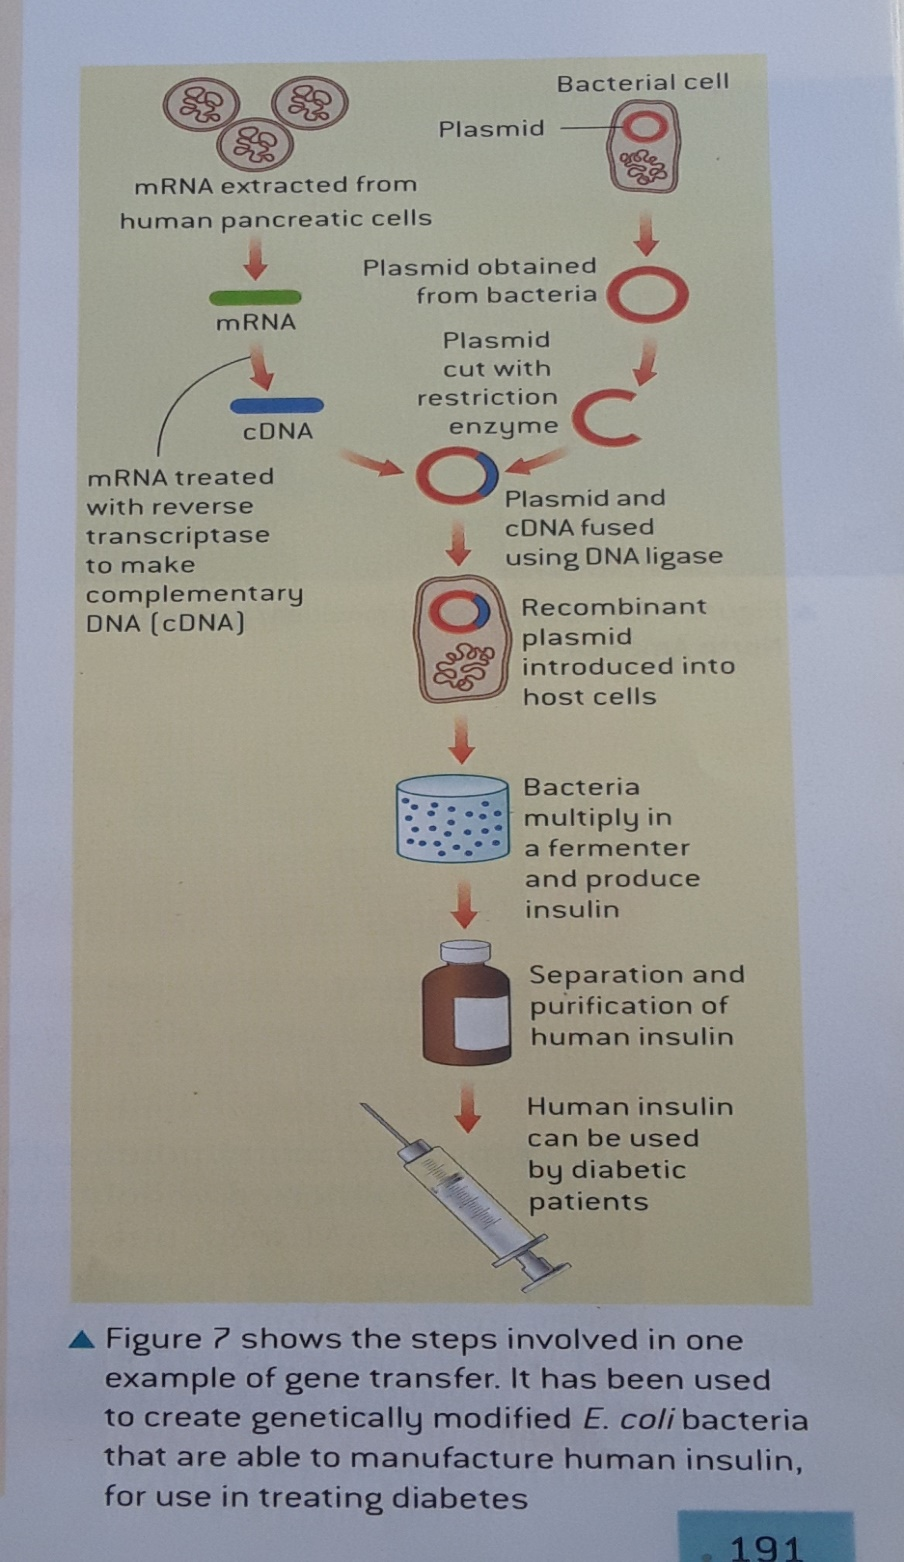 Bacterial cell
Plasmid
mRNA extracted from
human pancreatic cells
mRNA
Plasmid obtained
from bacteria
Plasmid
cut with
restriction
enzyme
cDNA
mRNA treated
with reverse
transcriptase
to make
complementary
DNA (cDNA)
Plasmid and
cDNA fused
using DNA ligase
Recombinant
plasmid
introduced into
host cells
Bacteria
multiply in
a fermenter
and produce
insulin
Separation and
purification of
human insulin
Human insulin
can be used
by diabetic
patients
▲ Figure 7 shows the steps involved in one
example of gene transfer. It has been used
to create genetically modified E. coli bacteria
that are able to manufacture human insulin,
for use in treating diabetes
191